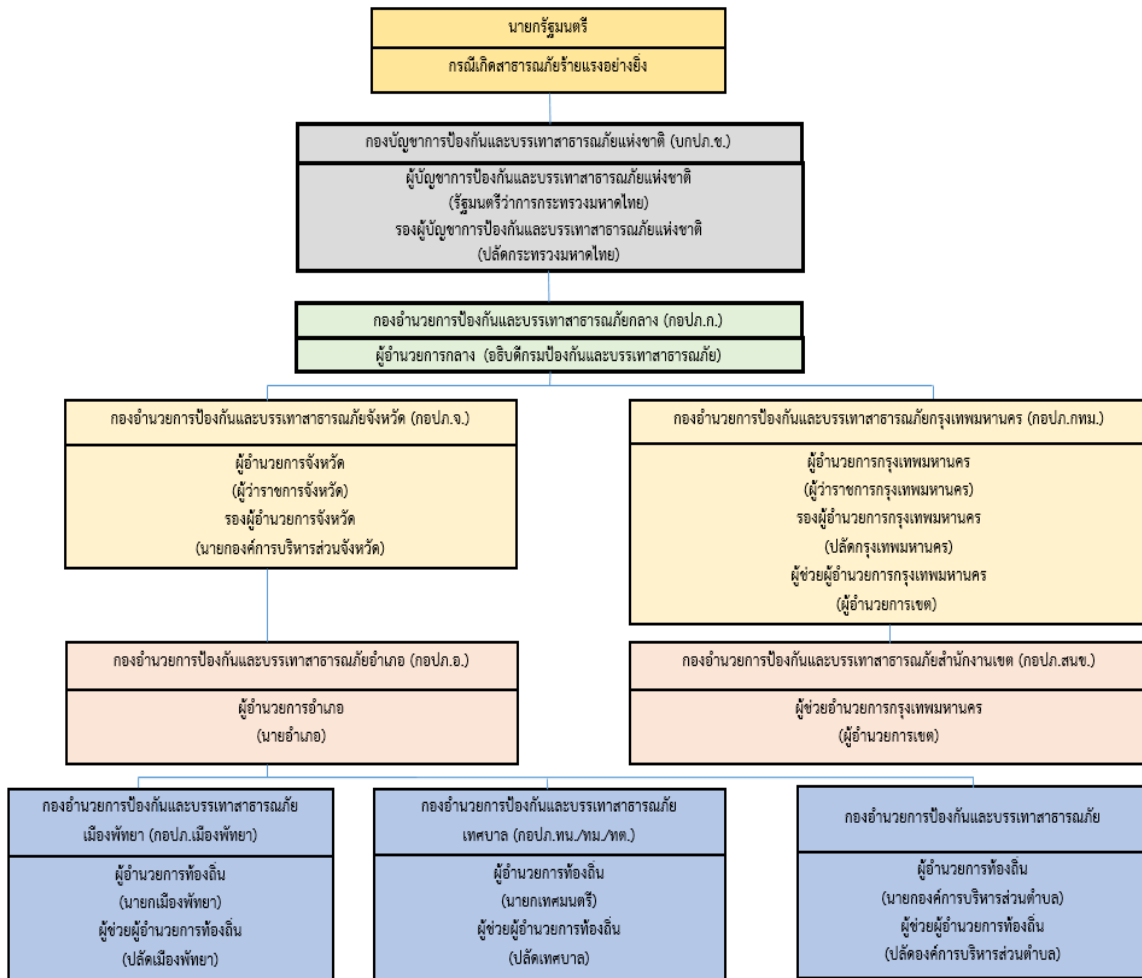 นายกรัฐมนตรี
กรณีเกิดสาธารณภัยร้ายแรงอย่างยิ่ง
กองบัญชาการป้องกันและบรรเทาสาธารณภัยแห่งชาติ (บกปภ.ช.)
ผู้บัญชาการป้องกันและบรรเทาสาธารณภัยแห่งชาติ
(รัฐมนตรีว่าการกระทรวงมหาดไทย)
รองผู้บัญชาการป้องกันและบรรเทาสาธารณภัยแห่งชาติ
(ปลัดกระทรวงมหาดไทย)
กองอำนวยการป้องกันและบรรเทาสาธารณภัยกลาง (กอปภ.ก.)
ผู้อำนวยการกลาง (อธิบดีกรมป้องกันและบรรเทาสาธารณภัย)
กองอำนวยการป้องกันและบรรเทาสาธารณภัยจังหวัด (กอปภ.จ.)
ผู้อำนวยการจังหวัด
(ผู้ว่าราชการจังหวัด)
รองผู้อำนวยการจังหวัด
(นายกองค์การบริหารส่วนจังหวัด)
กองอำนวยการป้องกันและบรรเทาสาธารณภัยกรุงเทพมหานคร (กอปภ.กทม.)
ผู้อำนวยการกรุงเทพมหานคร
(ผู้ว่าราชการกรุงเทพมหานคร)
รองผู้อำนวยการกรุงเทพมหานคร
(ปลัดกรุงเทพมหานคร)
ผู้ช่วยผู้อำนวยการกรุงเทพมหานคร
(ผู้อำนวยการเขต)
กองอำนวยการป้องกันและบรรเทาสาธารณภัยอำเภอ (กอปภ.อ.)
ผู้อำนวยการอำเภอ
(นายอำเภอ)
กองอำนวยการป้องกันและบรรเทาสาธารณภัยสำนักงานเขต (กอปภ.สนข.)
ผู้ช่วยอำนวยการกรุงเทพมหานคร
(ผู้อำนวยการเขต)
กองอำนวยการป้องกันและบรรเทาสาธารณภัย
เมืองพัทยา (กอปภ.เมืองพัทยา)
ผู้อำนวยการท้องถิ่น
(นายกเมืองพัทยา)
ผู้ช่วยผู้อำนวยการท้องถิ่น
(ปลัดเมืองพัทยา)
กองอำนวยการป้องกันและบรรเทาสาธารณภัย
เทศบาล (กอปภ.ทน./ทม./ทต.)
ผู้อำนวยการท้องถิ่น
(นายกเทศมนตรี)
ผู้ช่วยผู้อำนวยการท้องถิ่น
(ปลัดเทศบาล)
กองอำนวยการป้องกันและบรรเทาสาธารณภัย
ผู้อำนวยการท้องถิ่น
(นายกองค์การบริหารส่วนตำบล)
ผู้ช่วยผู้อำนวยการท้องถิ่น
(ปลัดองค์การบริหารส่วนตำบล)